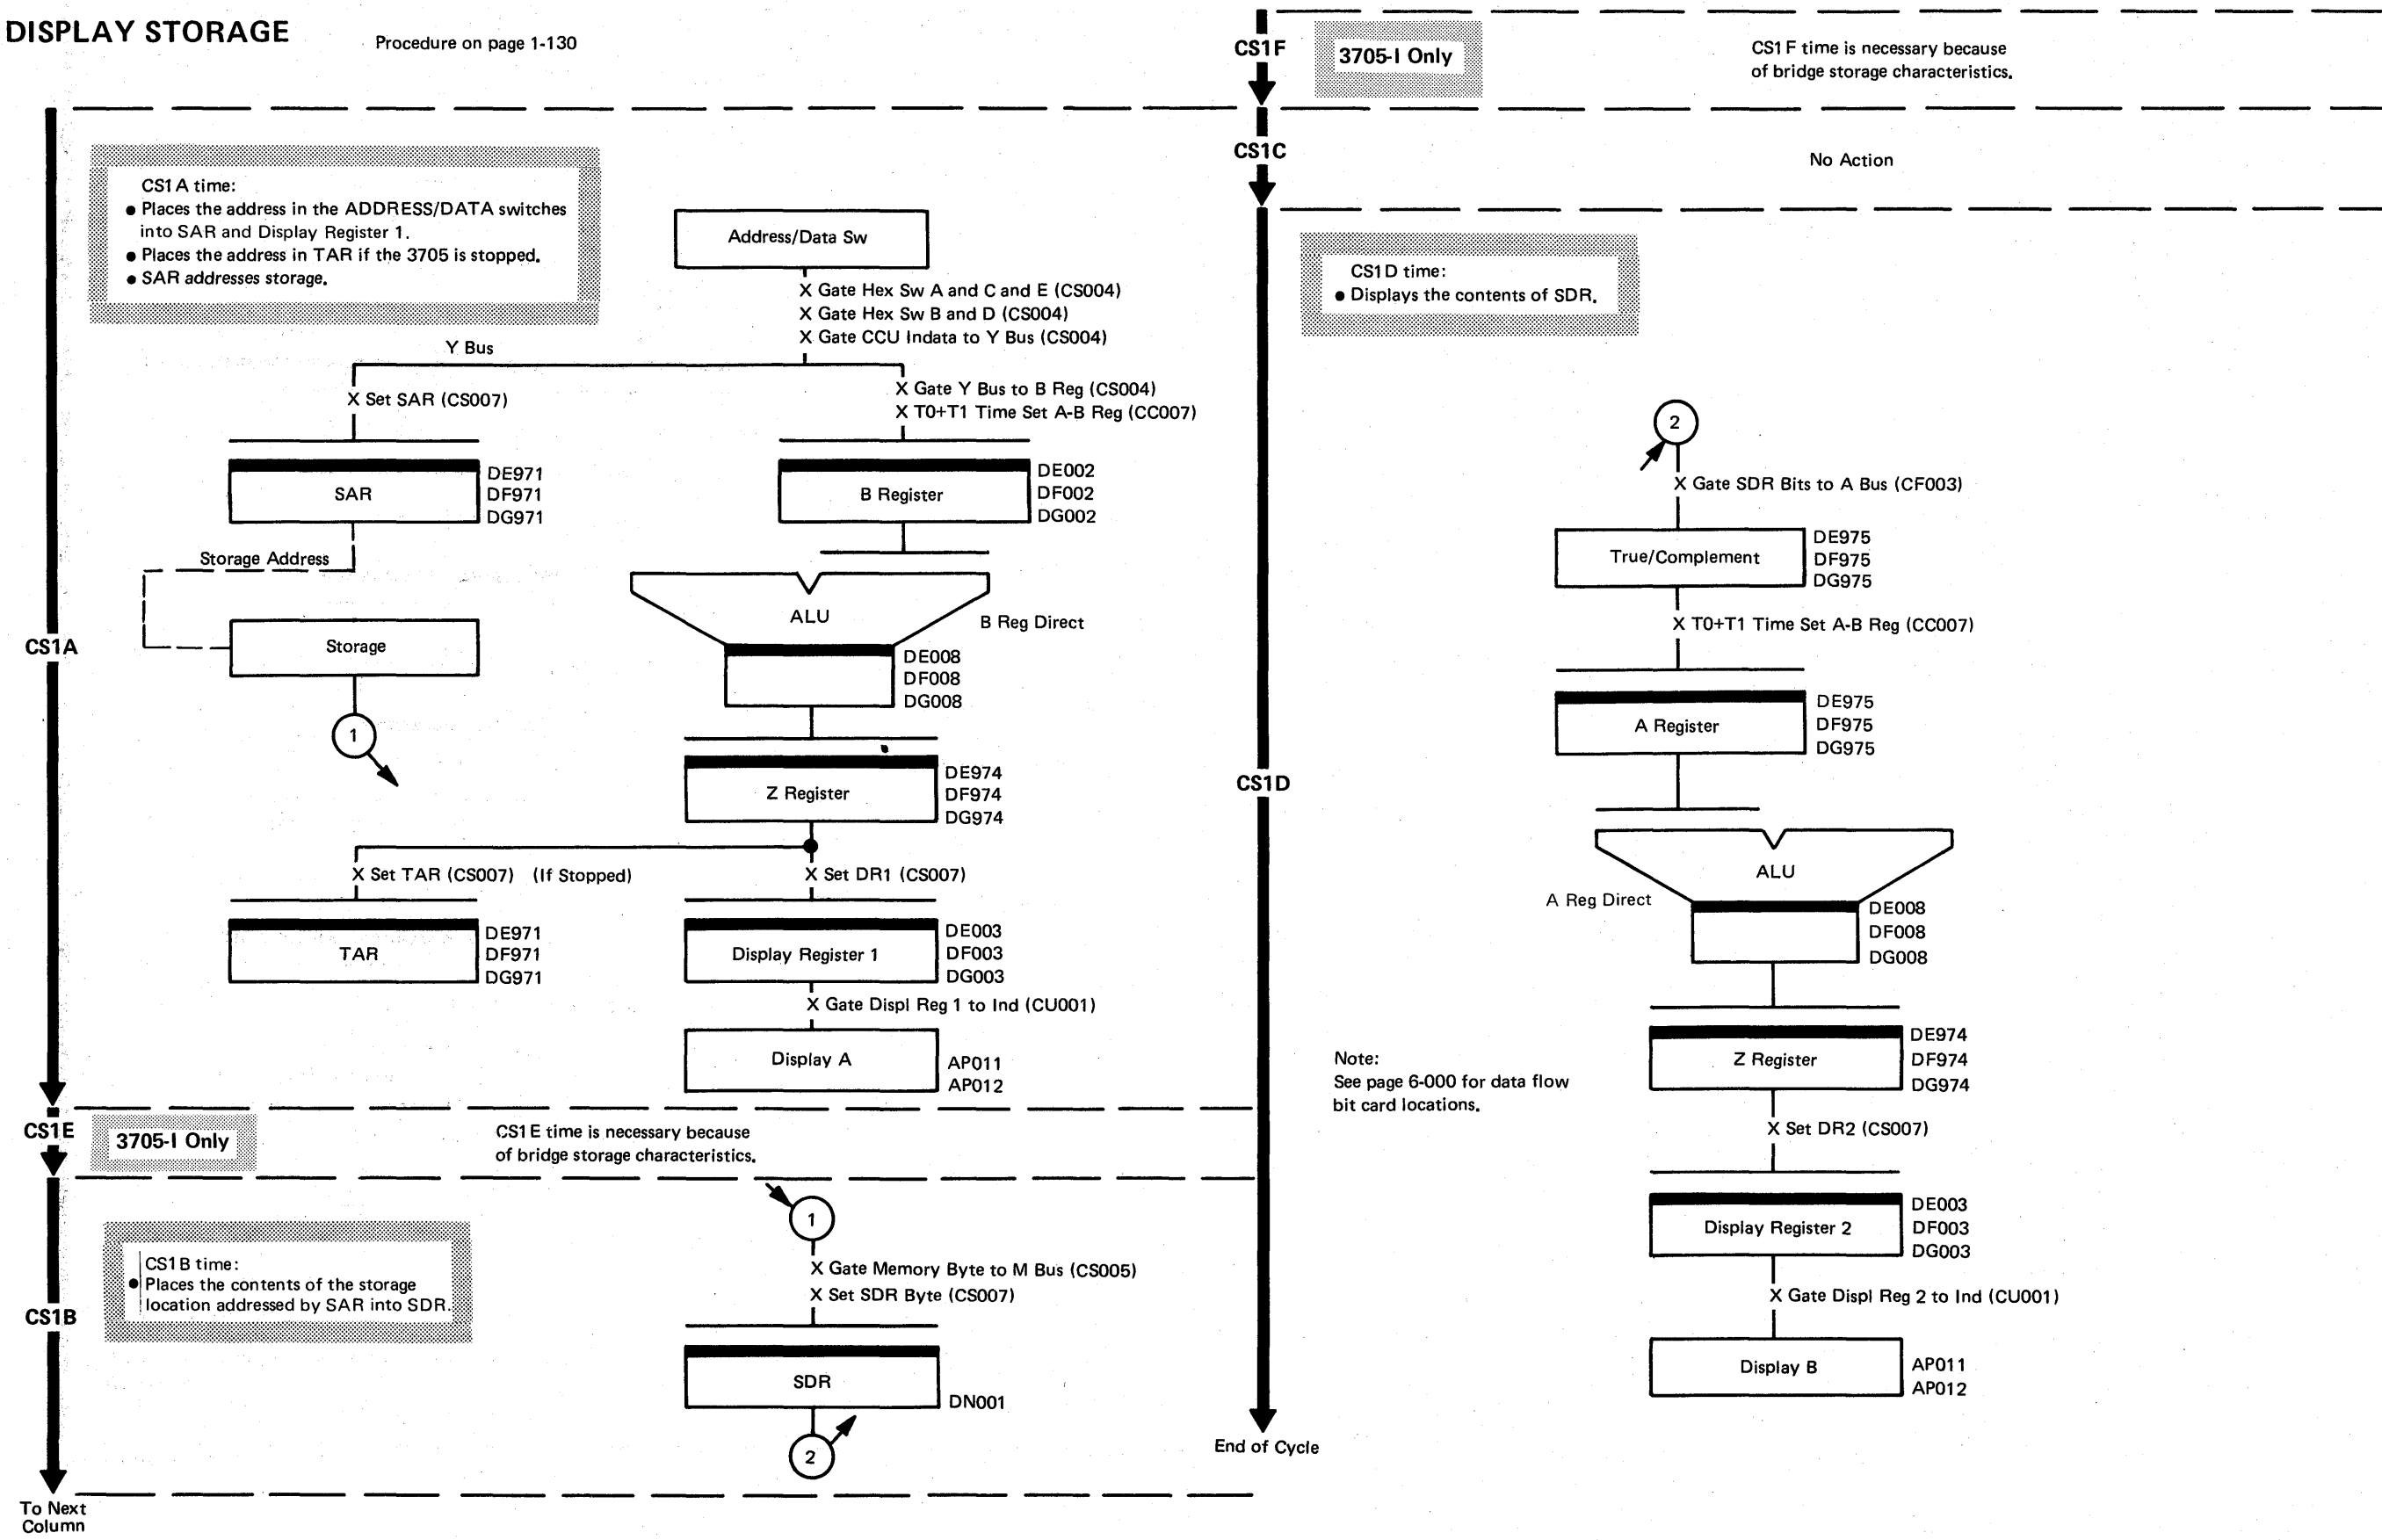 DISPLAY STORAGE
Procedure on page 1-130
CS1A
CS1A time:
● Places the address in the ADDRESS/DATA switches
into SAR and Display Register 1.
● Places the address in TAR if the 3705 is stopped.
● SAR addresses storage.
Address/Data Sw
X Gate Hex Sw A and C and E (CS004)
X Gate Hex Sw B and D (CS004)
X Gate CCU Indata to Y Bus (CS004)
Y Bus
X Set SAR (CS007)
X Gate Y Bus to B Reg (CS004)
X T0+T1 Time Set A-B Reg (CC007)
SAR
DE971
DF971
DG971
B Register
DE002
DF002
DG002
Storage Address
Storage
1
ALU
B Reg Direct
DE008
DF008
DG008
Z Register
DE974
DF974
DG974
X Set TAR (CS007) (If Stopped)
X Set DR1 (CS007)
TAR
DE971
DF971
DG971
Display Register 1
DE003
DF003
DG003
X Gate Displ Reg 1 to Ind (CU001)
Display A
AP011
AP012
CS1E
3705-I Only
CS1E time is necessary because
of bridge storage characteristics.
CS1B
CS1B time:
● Places the contents of the storage
location addressed by SAR into SDR.
1
X Gate Memory Byte to M Bus (CS005)
X Set SDR Byte (CS007)
SDR
DN001
2
To Next
Column
CS1F
3705-I Only
CS1F time is necessary because
of bridge storage characteristics.
CS1C
No Action
CS1D
CS1D time:
● Displays the contents of SDR.
2
X Gate SDR Bits to A Bus (CF003)
True/Complement
DE975
DF975
DG975
X T0+T1 Time Set A-B Reg (CC007)
A Register
DE975
DF975
DG975
ALU
A Reg Direct
DE008
DF008
DG008
Z Register
DE974
DF974
DG974
Note:
See page 6-000 for data flow
bit card locations.
X Set DR2 (CS007)
Display Register 2
DE003
DF003
DG003
X Gate Displ Reg 2 to Ind (CU001)
Display B
AP011
AP012
End of Cycle